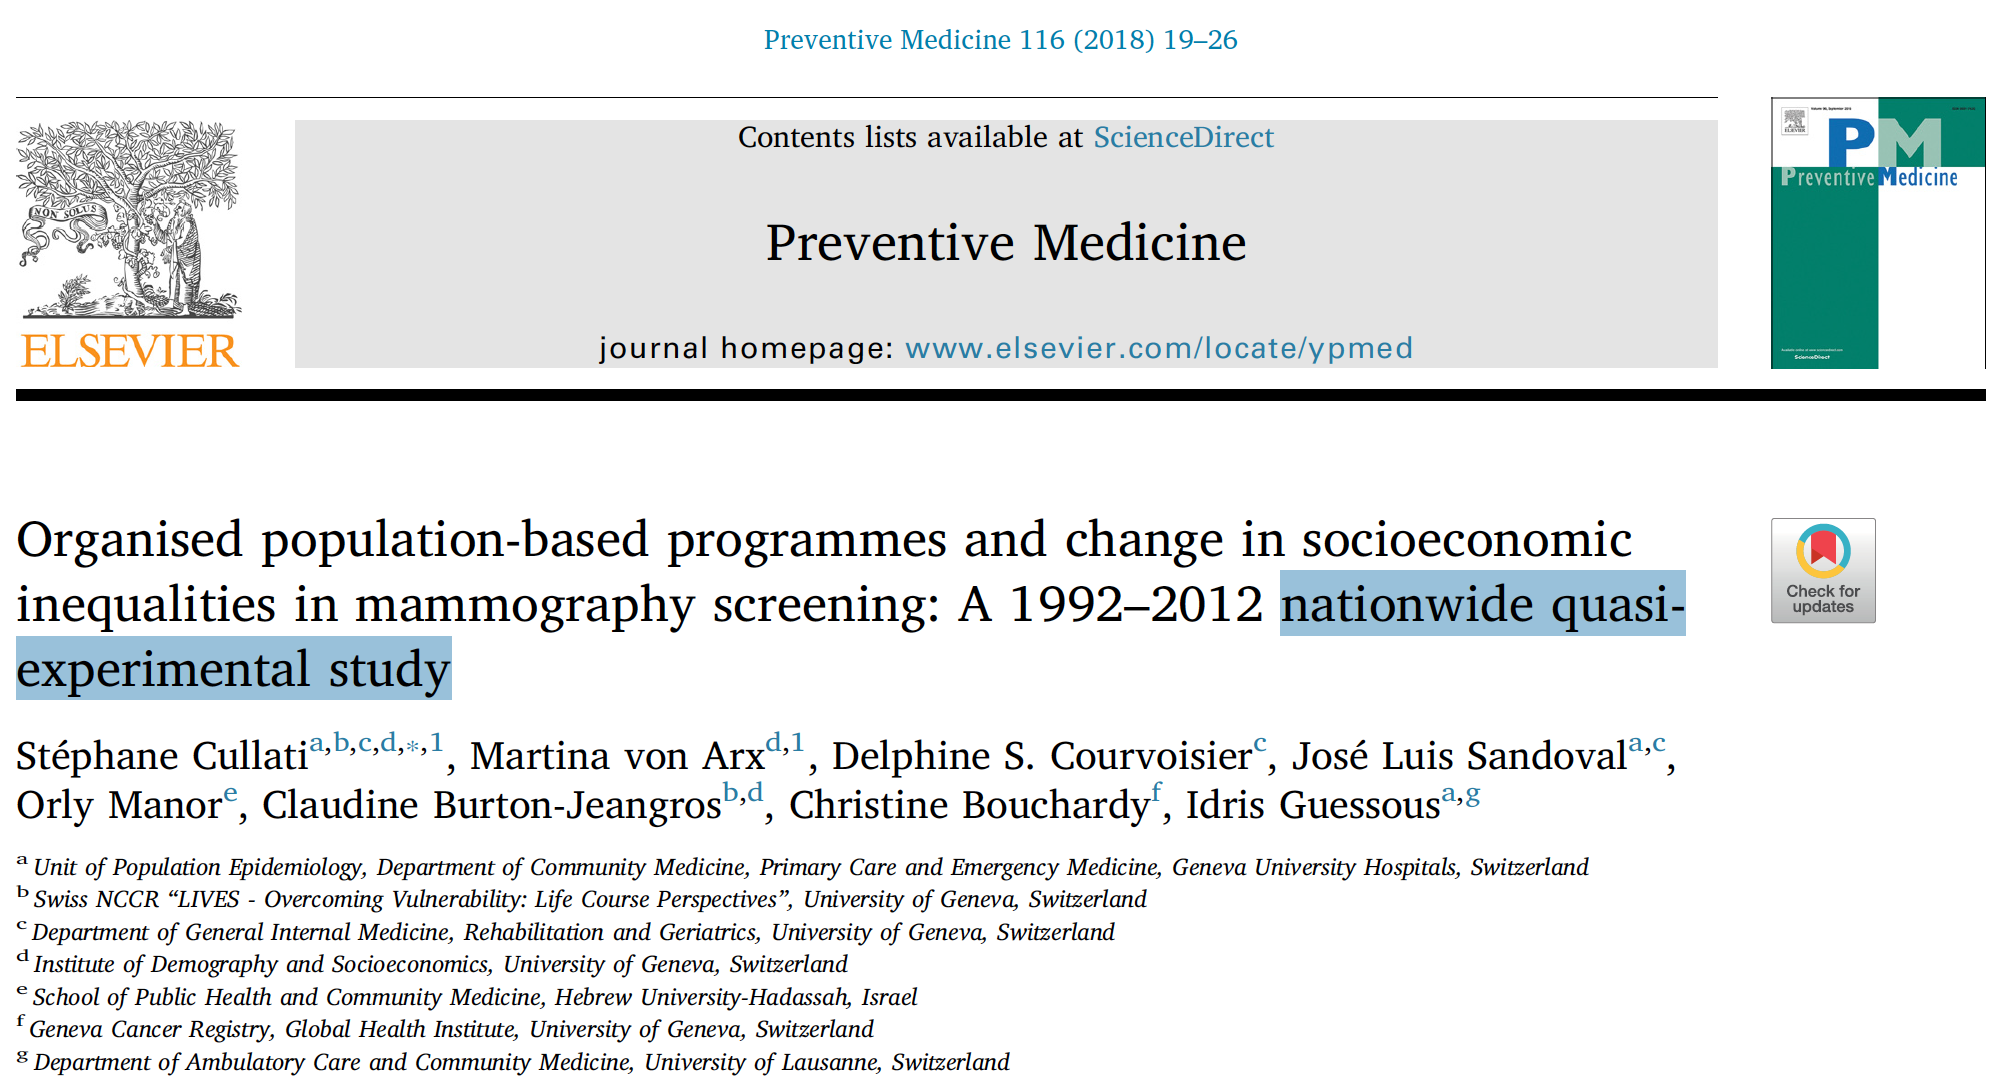 Preventive Medicine 116 (2018) 19–26
Contents lists available at ScienceDirect
Preventive Medicine
journal homepage: www.elsevier.com/locate/ypmed
NON SOLUS
ELSEVIER
ELSEVIER
PM
Preventive Medicine
ScienceDirect
Organised population-based programmes and change in socioeconomic
inequalities in mammography screening: A 1992–2012 nationwide quasi-
experimental study
Check for
updates
Stéphane Cullati a,b,c,d,*,1, Martina von Arx d,1, Delphine S. Courvoisier c, José Luis Sandoval a,c,
Orly Manor e, Claudine Burton-Jeangros b,d, Christine Bouchardy f, Idris Guessous a,g
a Unit of Population Epidemiology, Department of Community Medicine, Primary Care and Emergency Medicine, Geneva University Hospitals, Switzerland
b Swiss NCCR “LIVES - Overcoming Vulnerability: Life Course Perspectives”, University of Geneva, Switzerland
c Department of General Internal Medicine, Rehabilitation and Geriatrics, University of Geneva, Switzerland
d Institute of Demography and Socioeconomics, University of Geneva, Switzerland
e School of Public Health and Community Medicine, Hebrew University-Hadassah, Israel
f Geneva Cancer Registry, Global Health Institute, University of Geneva, Switzerland
g Department of Ambulatory Care and Community Medicine, University of Lausanne, Switzerland